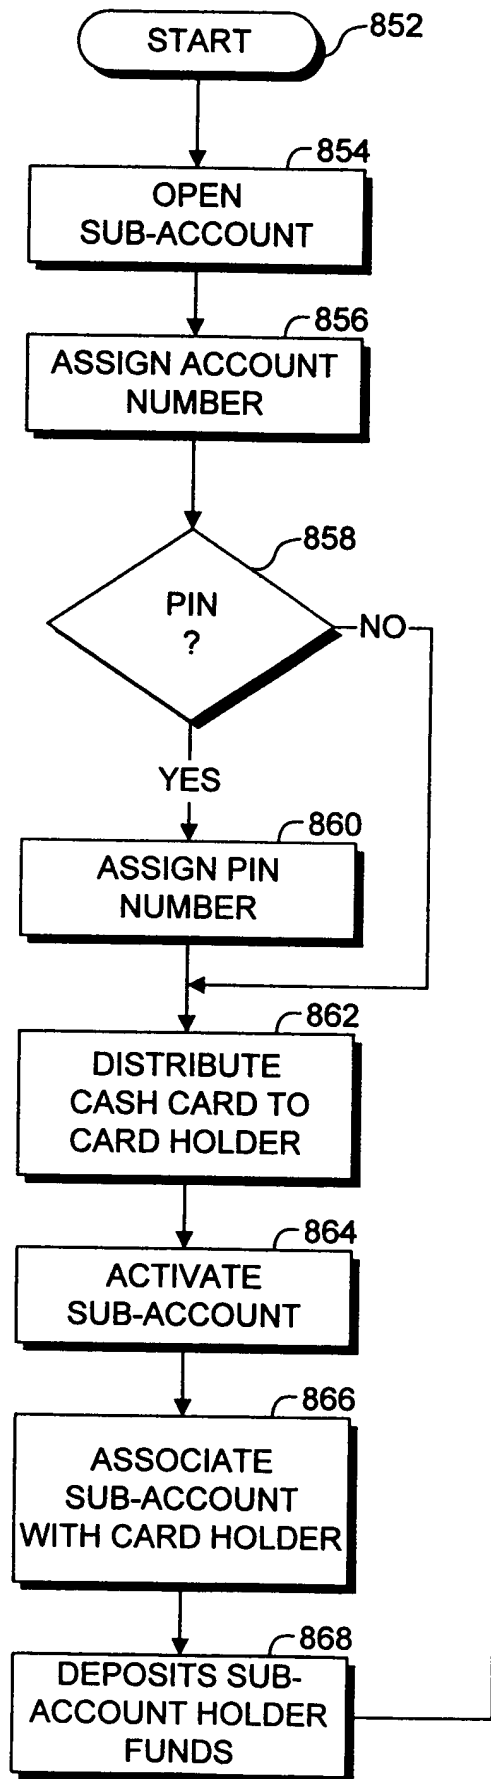 START
852
854
OPEN
SUB-ACCOUNT
856
ASSIGN ACCOUNT
NUMBER
858
PIN
?
NO
YES
860
ASSIGN PIN
NUMBER
862
DISTRIBUTE
CASH CARD TO
CARD HOLDER
864
ACTIVATE
SUB-ACCOUNT
866
ASSOCIATE
SUB-ACCOUNT
WITH CARD HOLDER
868
DEPOSITS SUB-
ACCOUNT HOLDER
FUNDS